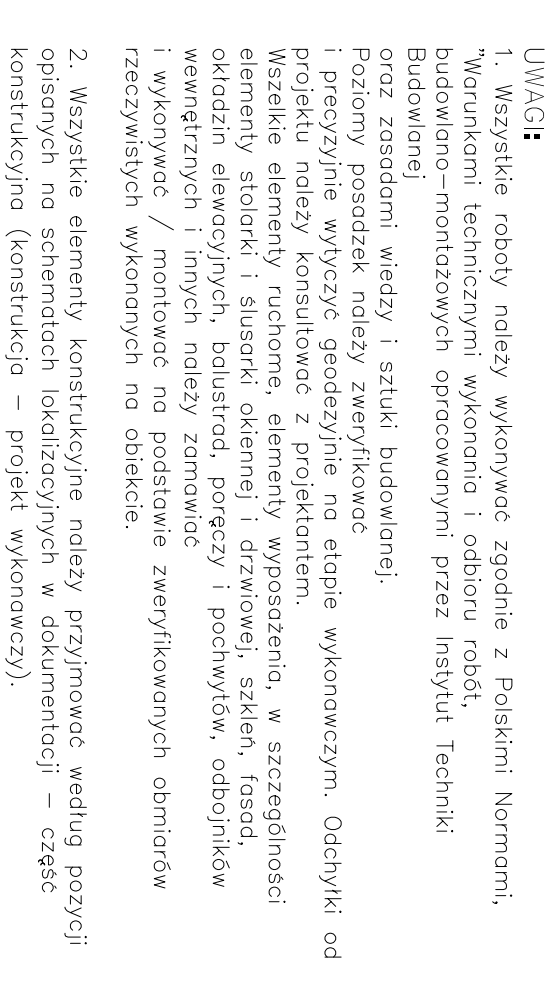 UWAGI:
1. Wszystkie roboty należy wykonywać zgodnie z Polskimi Normami,
"Warunkami technicznymi wykonania i odbioru robót,
budowlano-montażowych opracowanymi przez Instytut Techniki
Budowlanej
oraz zasadami wiedzy i sztuki budowlanej.
Poziomy posadzek należy zweryfikować
i precyzyjnie wytyczyć geodezyjnie na etapie wykonawczym. Odchyłki od
projektu należy konsultować z projektantem.
Wszelkie elementy ruchome, elementy wyposażenia, w szczególności
elementy stolarki i ślusarki okiennej i drzwiowej, szkleń, fasad,
okładzin elewacyjnych, balustrad, poręczy i pochwytów, odbojników
wewnętrznych i innych należy zamawiać
i wykonywać / montować na podstawie zweryfikowanych obmiarów
rzeczywistych wykonanych na obiekcie.
2. Wszystkie elementy konstrukcyjne należy przyjmować według pozycji
opisanych na schematach lokalizacyjnych w dokumentacji – część
konstrukcyjna (konstrukcja – projekt wykonawczy).